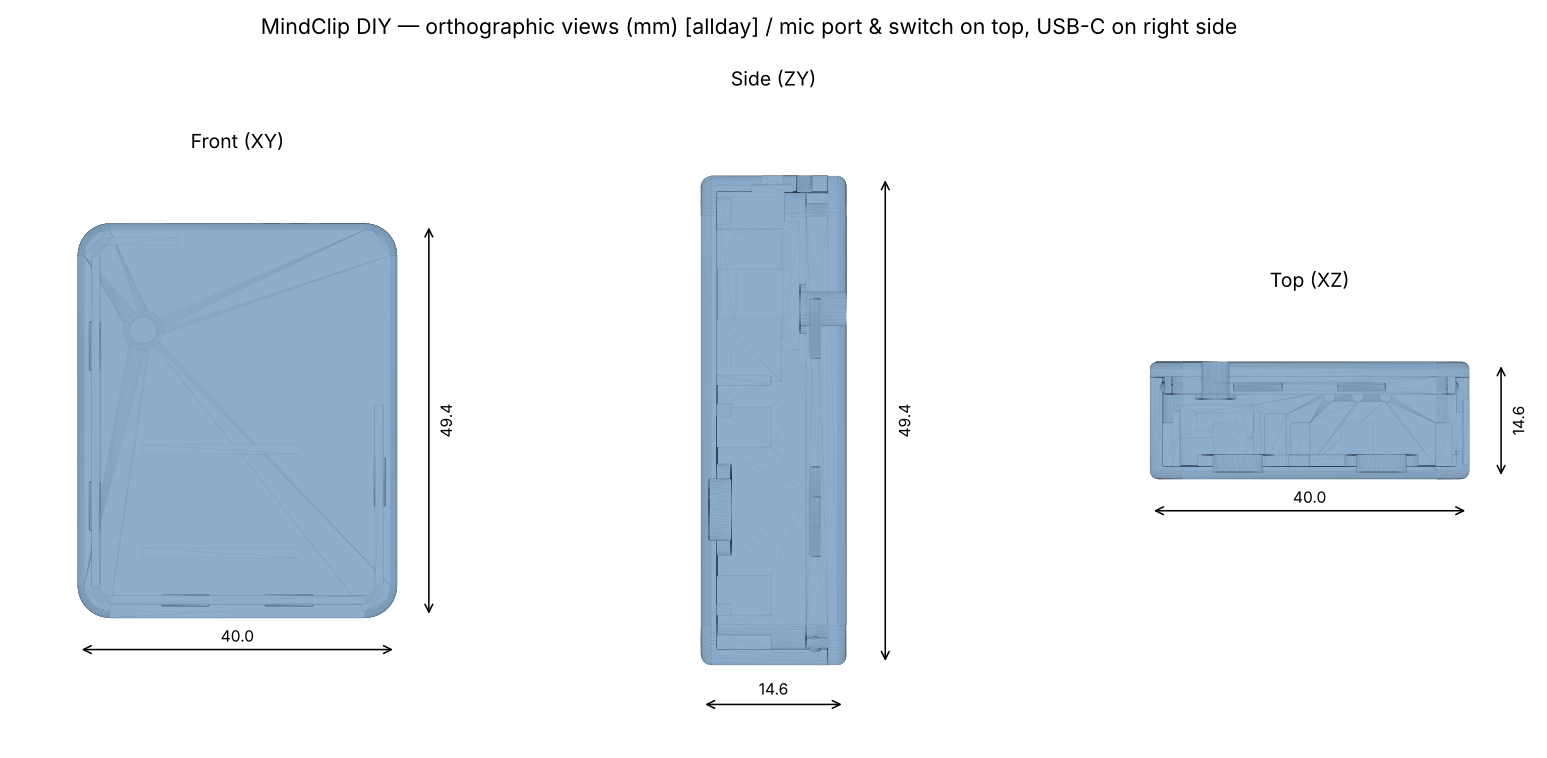 MindClip DIY — orthographic views (mm) [allday] / mic port & switch on top, USB-C on right side
Side (ZY)
Front (XY)
Top (XZ)
49.4
40.0
49.4
14.6
14.6
40.0